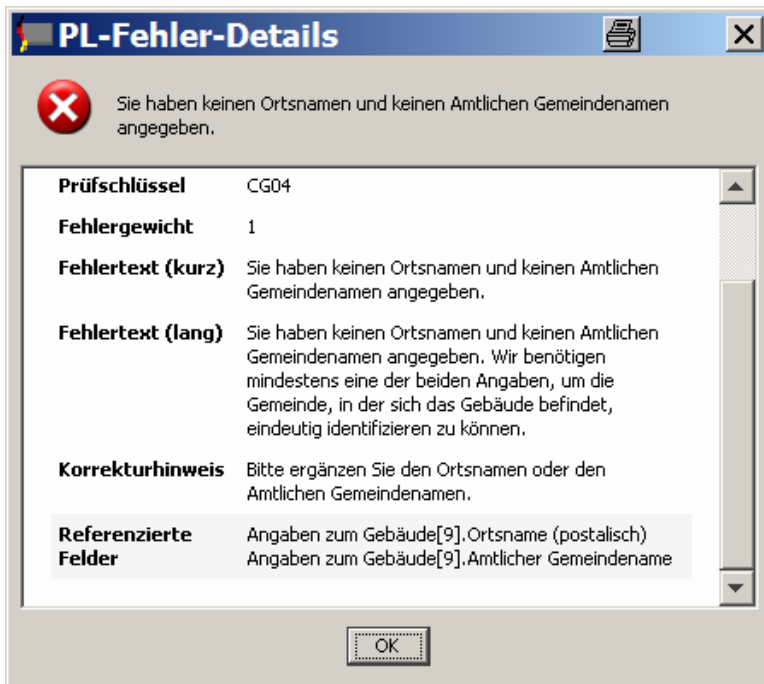 PL-Fehler-Details
Sie haben keinen Ortsnamen und keinen Amtlichen Gemeindenamen
angegeben.
Prüfschlüssel CG04
Fehlergewicht 1
Fehlertext (kurz) Sie haben keinen Ortsnamen und keinen Amtlichen
Gemeindenamen angegeben.
Fehlertext (lang) Sie haben keinen Ortsnamen und keinen Amtlichen
Gemeindenamen angegeben. Wir benötigen
mindestens eine der beiden Angaben, um die
Gemeinde, in der sich das Gebäude befindet,
eindeutig identifizieren zu können.
Korrekturhinweis Bitte ergänzen Sie den Ortsnamen oder den
Amtlichen Gemeindenamen.
Referenzierte Angaben zum Gebäude[9].Ortsname (postalisch)
Felder Angaben zum Gebäude[9].Amtlicher Gemeindename
OK